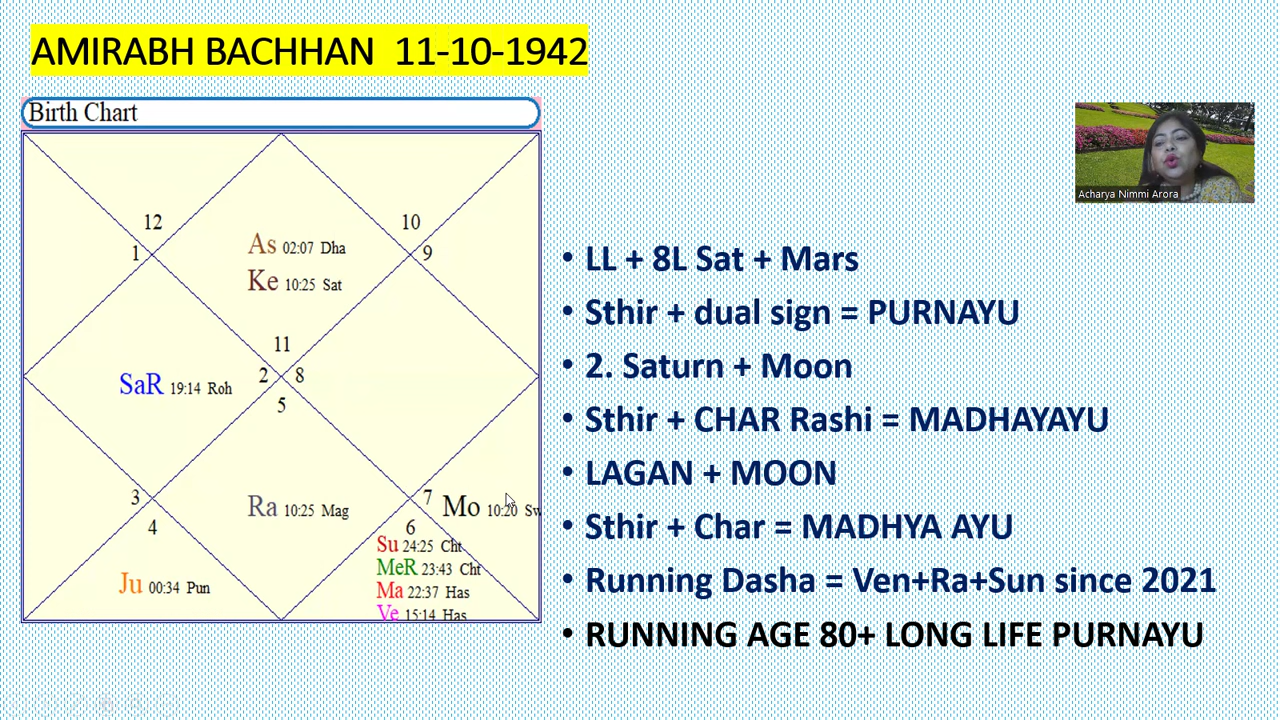 AMIRABH BACHHAN 11-10-1942
Birth Chart
12
10
1
As 02:07 Dha
9
Ke 10:25 Sat
11
SaR 19:14 Roh
2
8
5
3
Ra 10:25 Mag
7
Mo 10:20 Sw
4
6
Su 24:25 Cht
MeR 23:43 Cht
Ju 00:34 Pun
Ma 22:37 Has
Ve 15:14 Has
Acharya Nimmi Arora
• LL + 8L Sat + Mars
• Sthir + dual sign = PURNAYU
• 2. Saturn + Moon
• Sthir + CHAR Rashi = MADHAYAYU
• LAGAN + MOON
• Sthir + Char = MADHYA AYU
• Running Dasha = Ven+Ra+Sun since 2021
• RUNNING AGE 80+ LONG LIFE PURNAYU